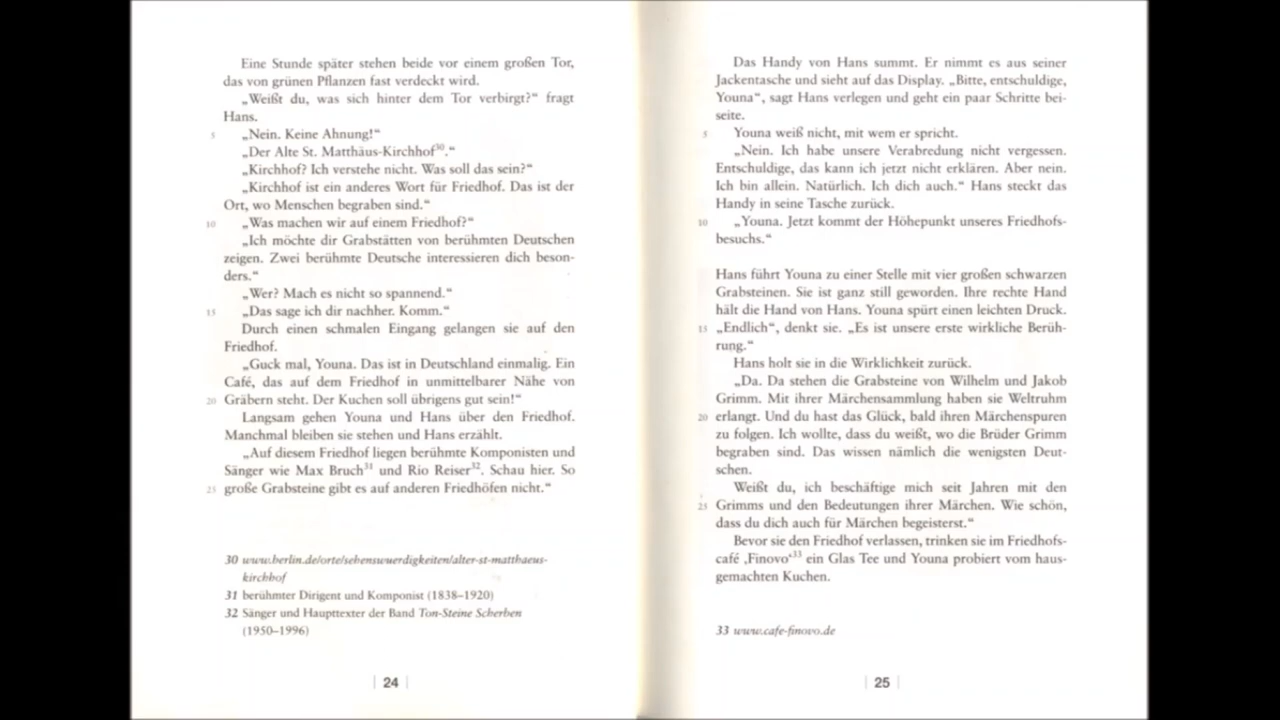 Eine Stunde später stehen beide vor einem großen Tor,
das von grünen Pflanzen fast verdeckt wird.
„Weißt du, was sich hinter dem Tor verbirgt?“ fragt
Hans.
5 „Nein. Keine Ahnung!“
„Der Alte St. Matthäus-Kirchhof30.“
„Kirchhof? Ich verstehe nicht. Was soll das sein?“
„Kirchhof ist ein anderes Wort für Friedhof. Das ist der
Ort, wo Menschen begraben sind.“
10 „Was machen wir auf einem Friedhof?“
„Ich möchte dir Grabstätten von berühmten Deutschen
zeigen. Zwei berühmte Deutsche interessieren dich beson-
ders.“
„Wer? Mach es nicht so spannend.“
15 „Das sage ich dir nachher. Komm.“
Durch einen schmalen Eingang gelangen sie auf den
Friedhof.
„Guck mal, Youna. Das ist in Deutschland einmalig. Ein
Café, das auf dem Friedhof in unmittelbarer Nähe von
20 Gräbern steht. Der Kuchen soll übrigens gut sein!“
Langsam gehen Youna und Hans über den Friedhof.
Manchmal bleiben sie stehen und Hans erzählt.
„Auf diesem Friedhof liegen berühmte Komponisten und
Sänger wie Max Bruch31 und Rio Reiser32. Schau hier. So
25 große Grabsteine gibt es auf anderen Friedhöfen nicht.“
30 www.berlin.de/orte/sehenswuerdigkeiten/alter-st-matthaeus-
kirchhof
31 berühmter Dirigent und Komponist (1838–1920)
32 Sänger und Haupttexter der Band Ton-Steine Scherben
(1950–1996)
| 24 |
Das Handy von Hans summt. Er nimmt es aus seiner
Jackentasche und sieht auf das Display. „Bitte, entschuldige,
Youna“, sagt Hans verlegen und geht ein paar Schritte bei-
seite.
5 Youna weiß nicht, mit wem er spricht.
„Nein. Ich habe unsere Verabredung nicht vergessen.
Entschuldige, das kann ich jetzt nicht erklären. Aber nein.
Ich bin allein. Natürlich. Ich dich auch.“ Hans steckt das
Handy in seine Tasche zurück.
10 „Youna. Jetzt kommt der Höhepunkt unseres Friedhofs-
besuchs.“
Hans führt Youna zu einer Stelle mit vier großen schwarzen
Grabsteinen. Sie ist ganz still geworden. Ihre rechte Hand
hält die Hand von Hans. Youna spürt einen leichten Druck.
15 „Endlich“, denkt sie. „Es ist unsere erste wirkliche Berüh-
rung.“
Hans holt sie in die Wirklichkeit zurück.
„Da. Da stehen die Grabsteine von Wilhelm und Jakob
Grimm. Mit ihrer Märchensammlung haben sie Weltruhm
20 erlangt. Und du hast das Glück, bald ihren Märchenspuren
zu folgen. Ich wollte, dass du weißt, wo die Brüder Grimm
begraben sind. Das wissen nämlich die wenigsten Deut-
schen.
Weißt du, ich beschäftige mich seit Jahren mit den
25 Grimms und den Bedeutungen ihrer Märchen. Wie schön,
dass du dich auch für Märchen begeisterst.“
Bevor sie den Friedhof verlassen, trinken sie im Friedhofs-
café ‚Finovo‘33 ein Glas Tee und Youna probiert vom haus-
gemachten Kuchen.
33 www.cafe-finovo.de
| 25 |